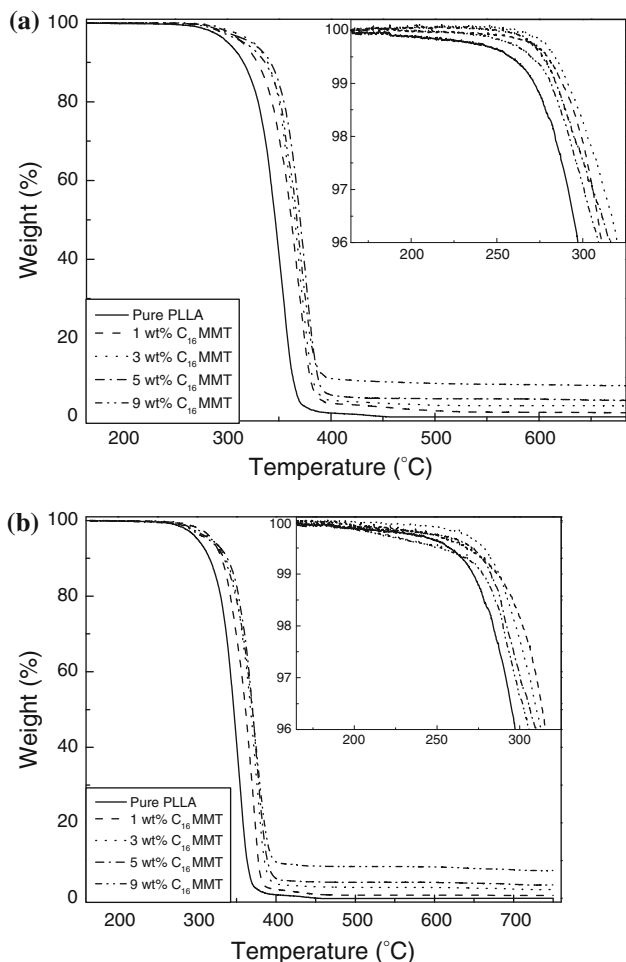 (a)
100
80
60
40
20
0
Weight (%)
100
99
98
97
96
200
250
300
Pure PLLA
1 wt% C₁₆MMT
3 wt% C₁₆MMT
5 wt% C₁₆MMT
9 wt% C₁₆MMT
200
300
400
500
600
Temperature (°C)
(b)
100
80
60
40
20
0
Weight (%)
100
99
98
97
96
200
250
300
Pure PLLA
1 wt% C₁₆MMT
3 wt% C₁₆MMT
5 wt% C₁₆MMT
9 wt% C₁₆MMT
200
300
400
500
600
700
Temperature (°C)